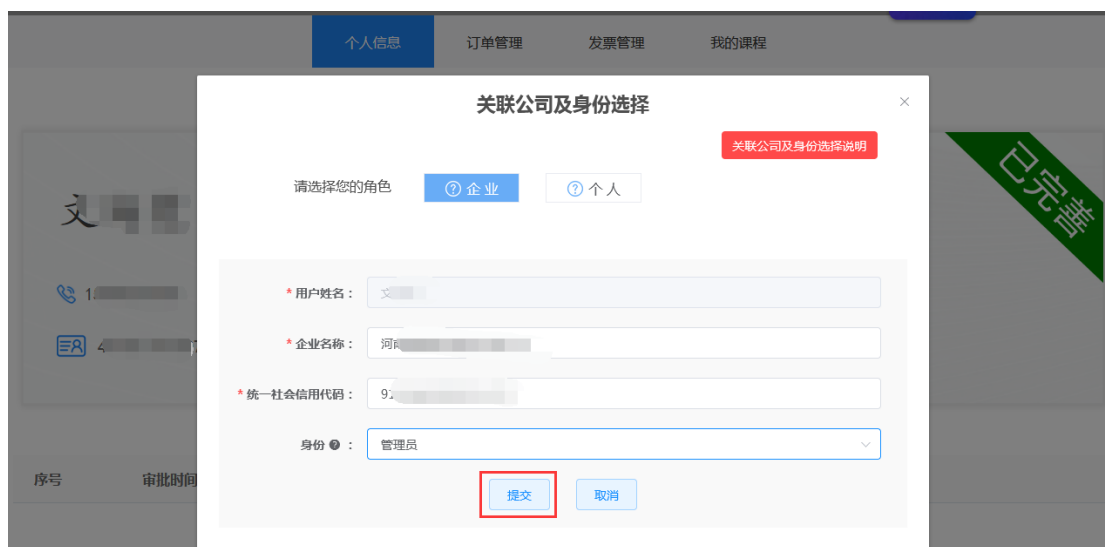 个人信息 订单管理 发票管理 我的课程
关联公司及身份选择
关联公司及身份选择说明
请选择您的角色 企业 个人
已完善
文
1
* 用户姓名： 文
4
* 企业名称： 河南
* 统一社会信用代码： 91
身份 ： 管理员
序号 审批时间
提交 取消